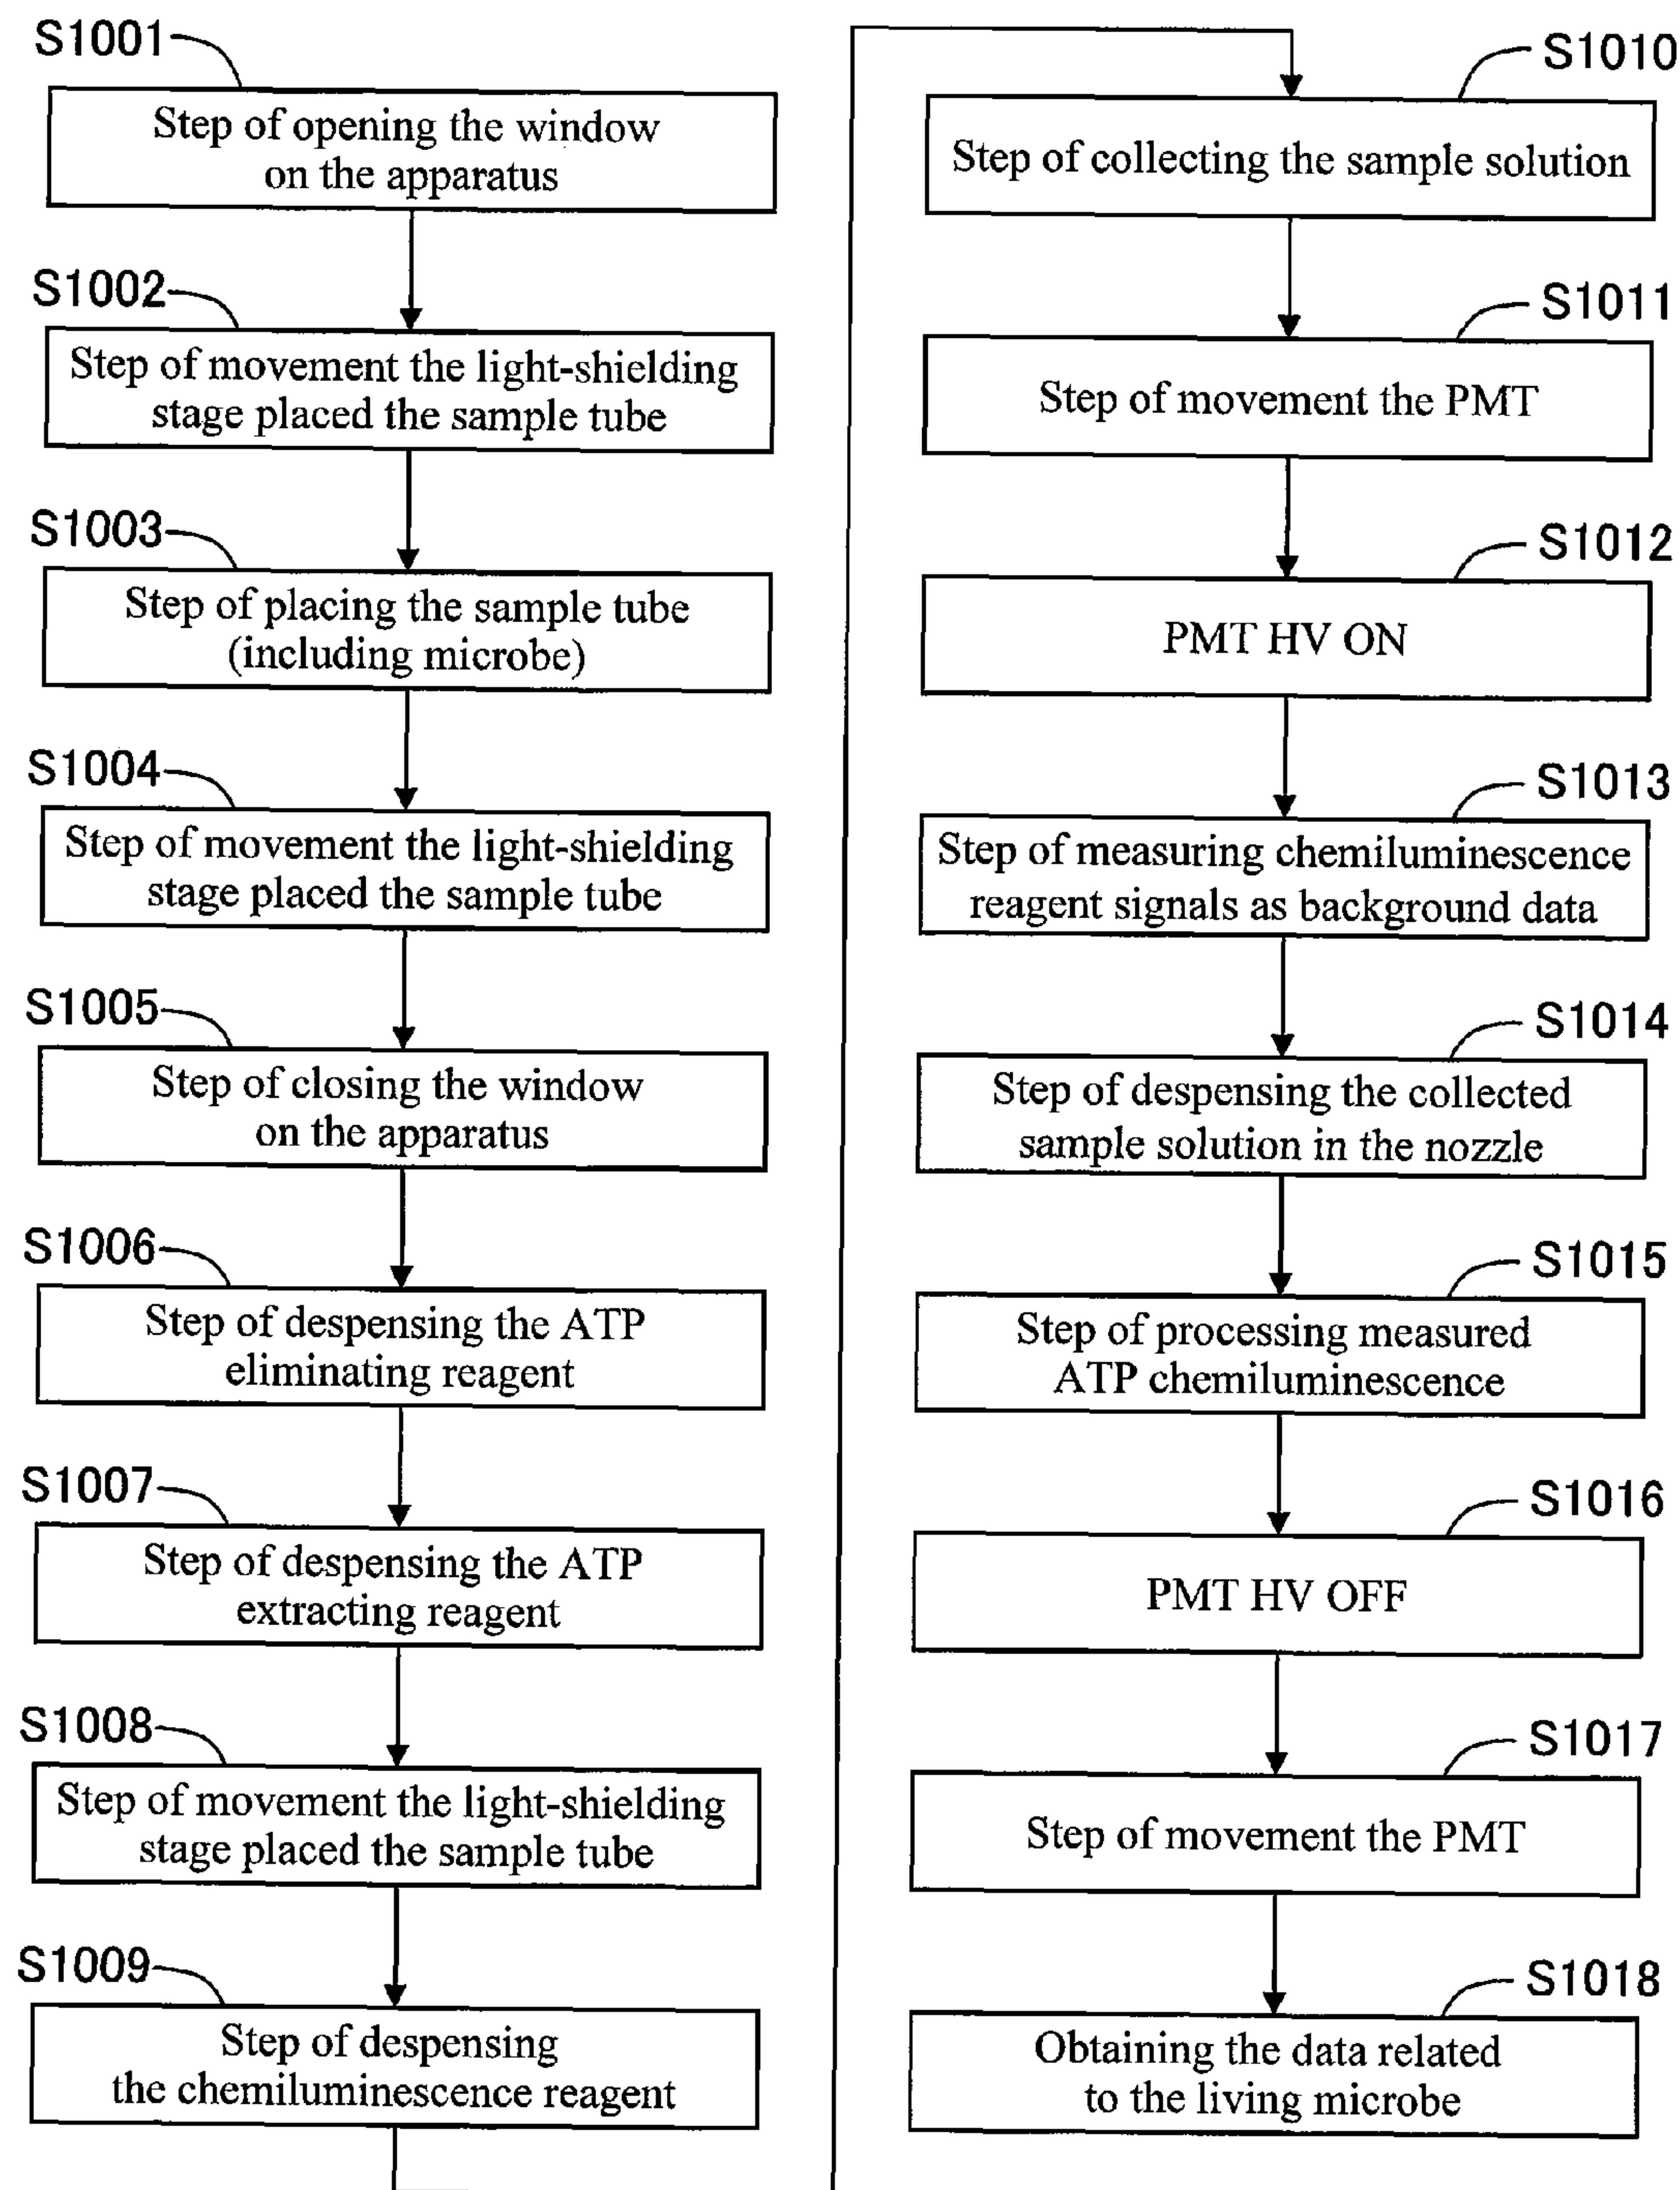 S1001
Step of opening the window
on the apparatus
S1002
Step of movement the light-shielding
stage placed the sample tube
S1003
Step of placing the sample tube
(including microbe)
S1004
Step of movement the light-shielding
stage placed the sample tube
S1005
Step of closing the window
on the apparatus
S1006
Step of despensing the ATP
eliminating reagent
S1007
Step of despensing the ATP
extracting reagent
S1008
Step of movement the light-shielding
stage placed the sample tube
S1009
Step of despensing
the chemiluminescence reagent
S1010
Step of collecting the sample solution
S1011
Step of movement the PMT
S1012
PMT HV ON
S1013
Step of measuring chemiluminescence
reagent signals as background data
S1014
Step of despensing the collected
sample solution in the nozzle
S1015
Step of processing measured
ATP chemiluminescence
S1016
PMT HV OFF
S1017
Step of movement the PMT
S1018
Obtaining the data related
to the living microbe